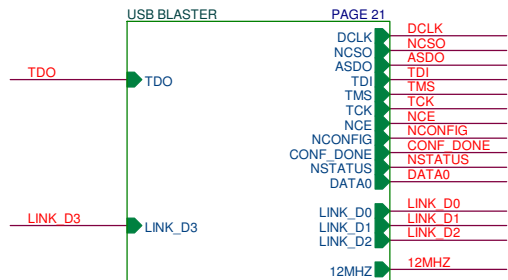 USB BLASTER PAGE 21
DCLK DCLK
NCSO NCSO
ASDO ASDO
TDO TDO TDI TDI
TMS TMS
TCK TCK
NCE NCE
NCONFIG NCONFIG
CONF_DONE CONF_DONE
NSTATUS NSTATUS
DATA0 DATA0
LINK_D0 LINK_D0
LINK_D3 LINK_D3 LINK_D1 LINK_D1
LINK_D2 LINK_D2
12MHZ 12MHZ